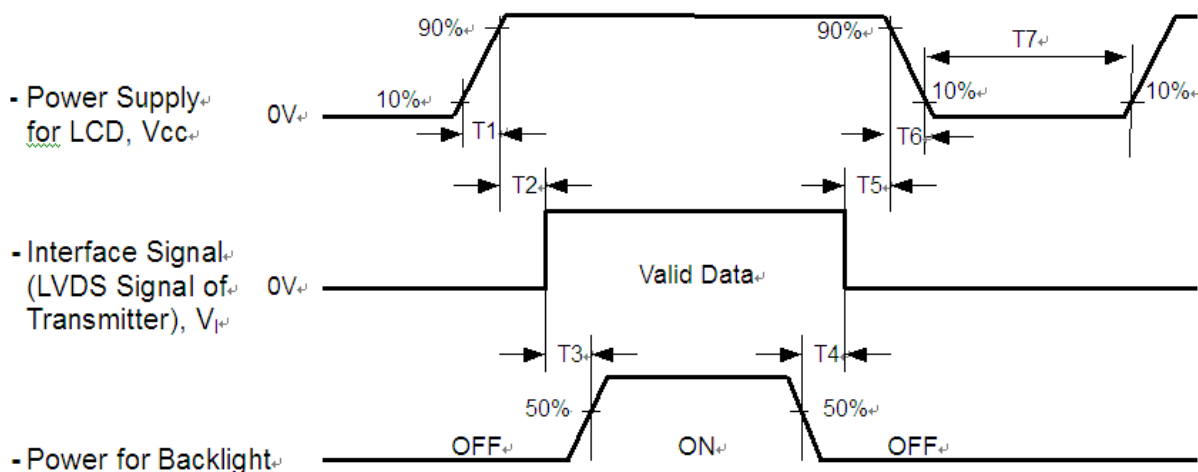 90%
90%
T7
10%
10%
10%
- Power Supply
for LCD, Vcc
0V
T1
T6
T2
T5
- Interface Signal
(LVDS Signal of
Transmitter), VI
0V
Valid Data
T3
T4
50%
50%
- Power for Backlight
OFF
ON
OFF